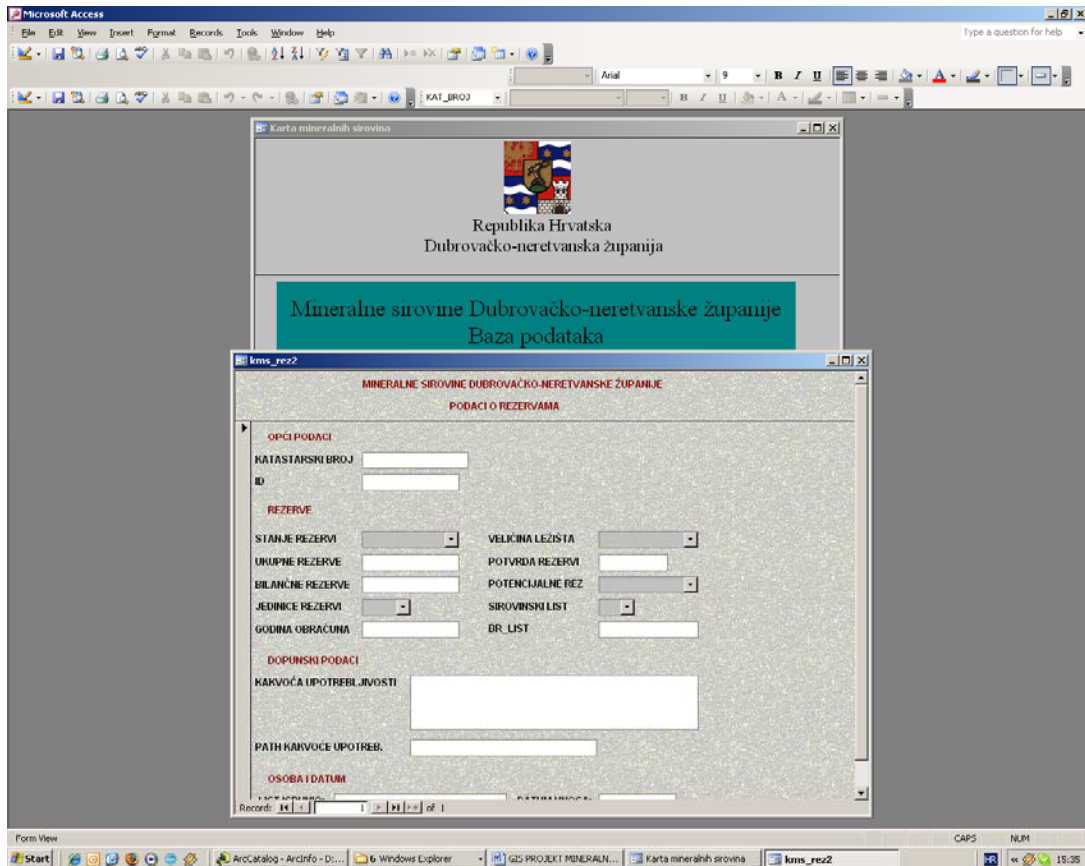 Microsoft Access
File Edit View Insert Format Records Tools Window Help
Type a question for help
Arial 9 B I U
KAT_BROJ B I U
Karta mineralnih sirovina
Republika Hrvatska
Dubrovačko-neretvanska županija
Mineralne sirovine Dubrovačko-neretvanske županije
Baza podataka
kms_rez2
MINERALNE SIROVINE DUBROVAČKO-NERETVANSKE ŽUPANIJE
PODACI O REZERVAMA
OPĆI PODACI
KATASTARSKI BROJ
ID
REZERVE
STANJE REZERVI VELIČINA LEŽIŠTA
UKUPNE REZERVE POTVRDA REZERVI
BILANČNE REZERVE POTENCIJALNE REZ
JEDINICE REZERVI SIROVINSKI LIST
GODINA OBRAČUNA BR_LIST
DOPUNSKI PODACI
KAKVOĆA UPOTREBLJIVOSTI
PATH KAKVOĆE UPOTREB.
OSOBA I DATUM
Record: 1 of 1
Form View CAPS NUM
Start ArcCatalog - ArcInfo - D:... 6 Windows Explorer GIS PROJEKT MINERALN... Karta mineralnih sirovina kms_rez2 HR 15:35